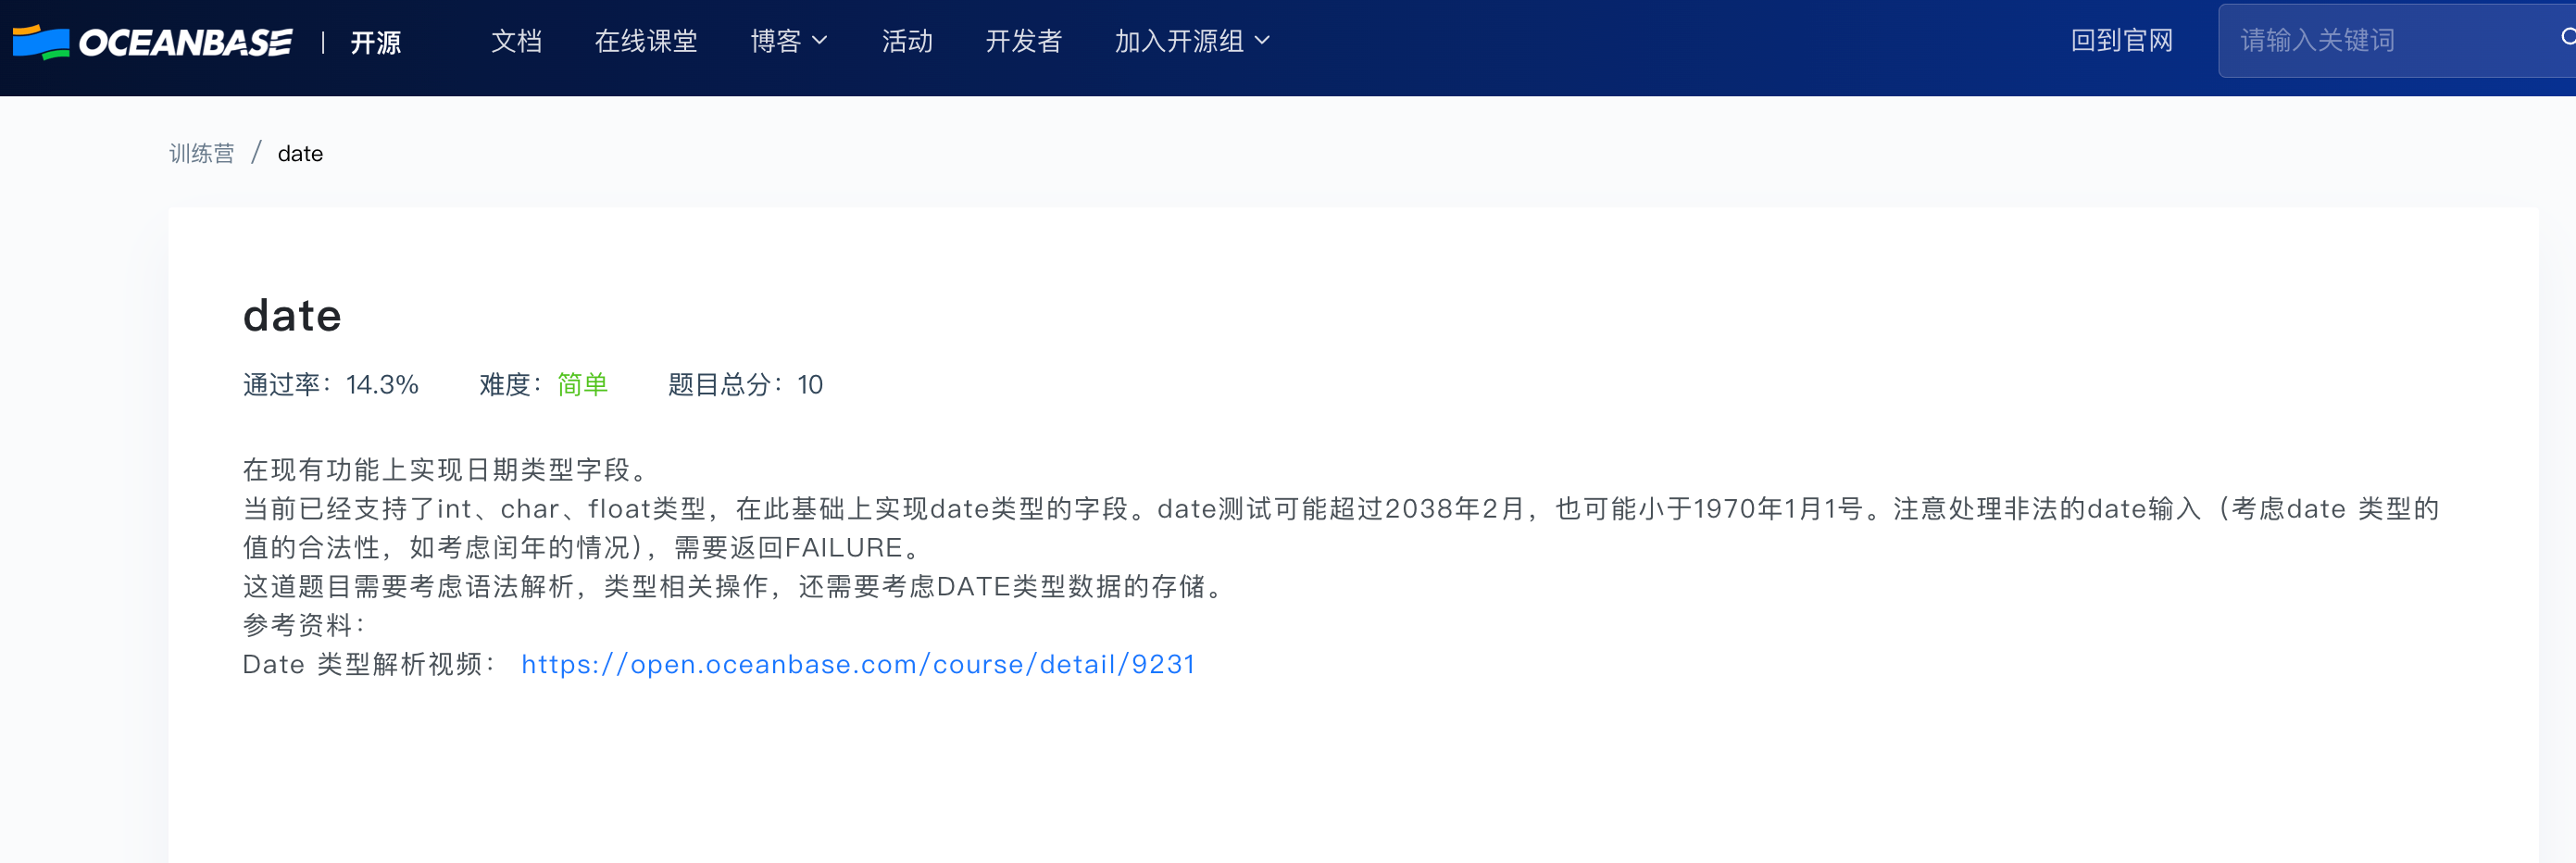 OCEANBASE | 开源 文档 在线课堂 博客 活动 开发者 加入开源组 回到官网 请输入关键词
训练营 / date
date
通过率：14.3% 难度：简单 题目总分：10
在现有功能上实现日期类型字段。
当前已经支持了int、char、float类型，在此基础上实现date类型的字段。date测试可能超过2038年2月，也可能小于1970年1月1号。注意处理非法的date输入（考虑date 类型的
值的合法性，如考虑闰年的情况），需要返回FAILURE。
这道题目需要考虑语法解析，类型相关操作，还需要考虑DATE类型数据的存储。
参考资料：
Date 类型解析视频： https://open.oceanbase.com/course/detail/9231